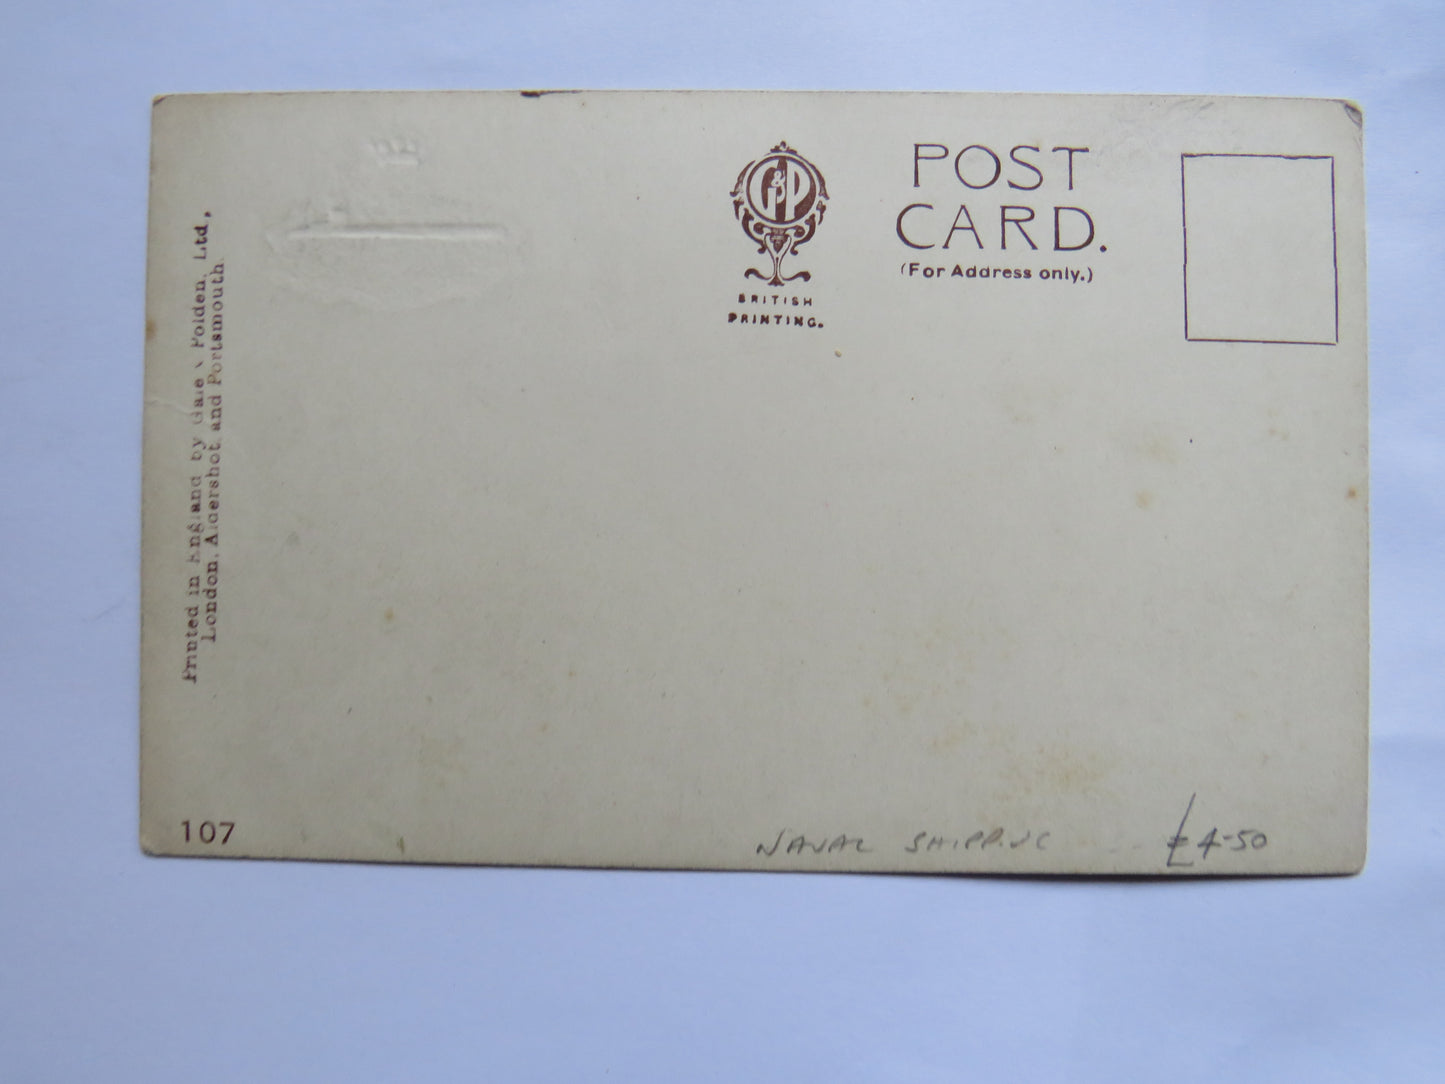 G&P
BRITISH
PRINTING.
POST
CARD.
(For Address only.)
Printed in England by Gale & Polden, Ltd.,
London, Aldershot and Portsmouth
107
NAVAL SHIPPING
£4-50